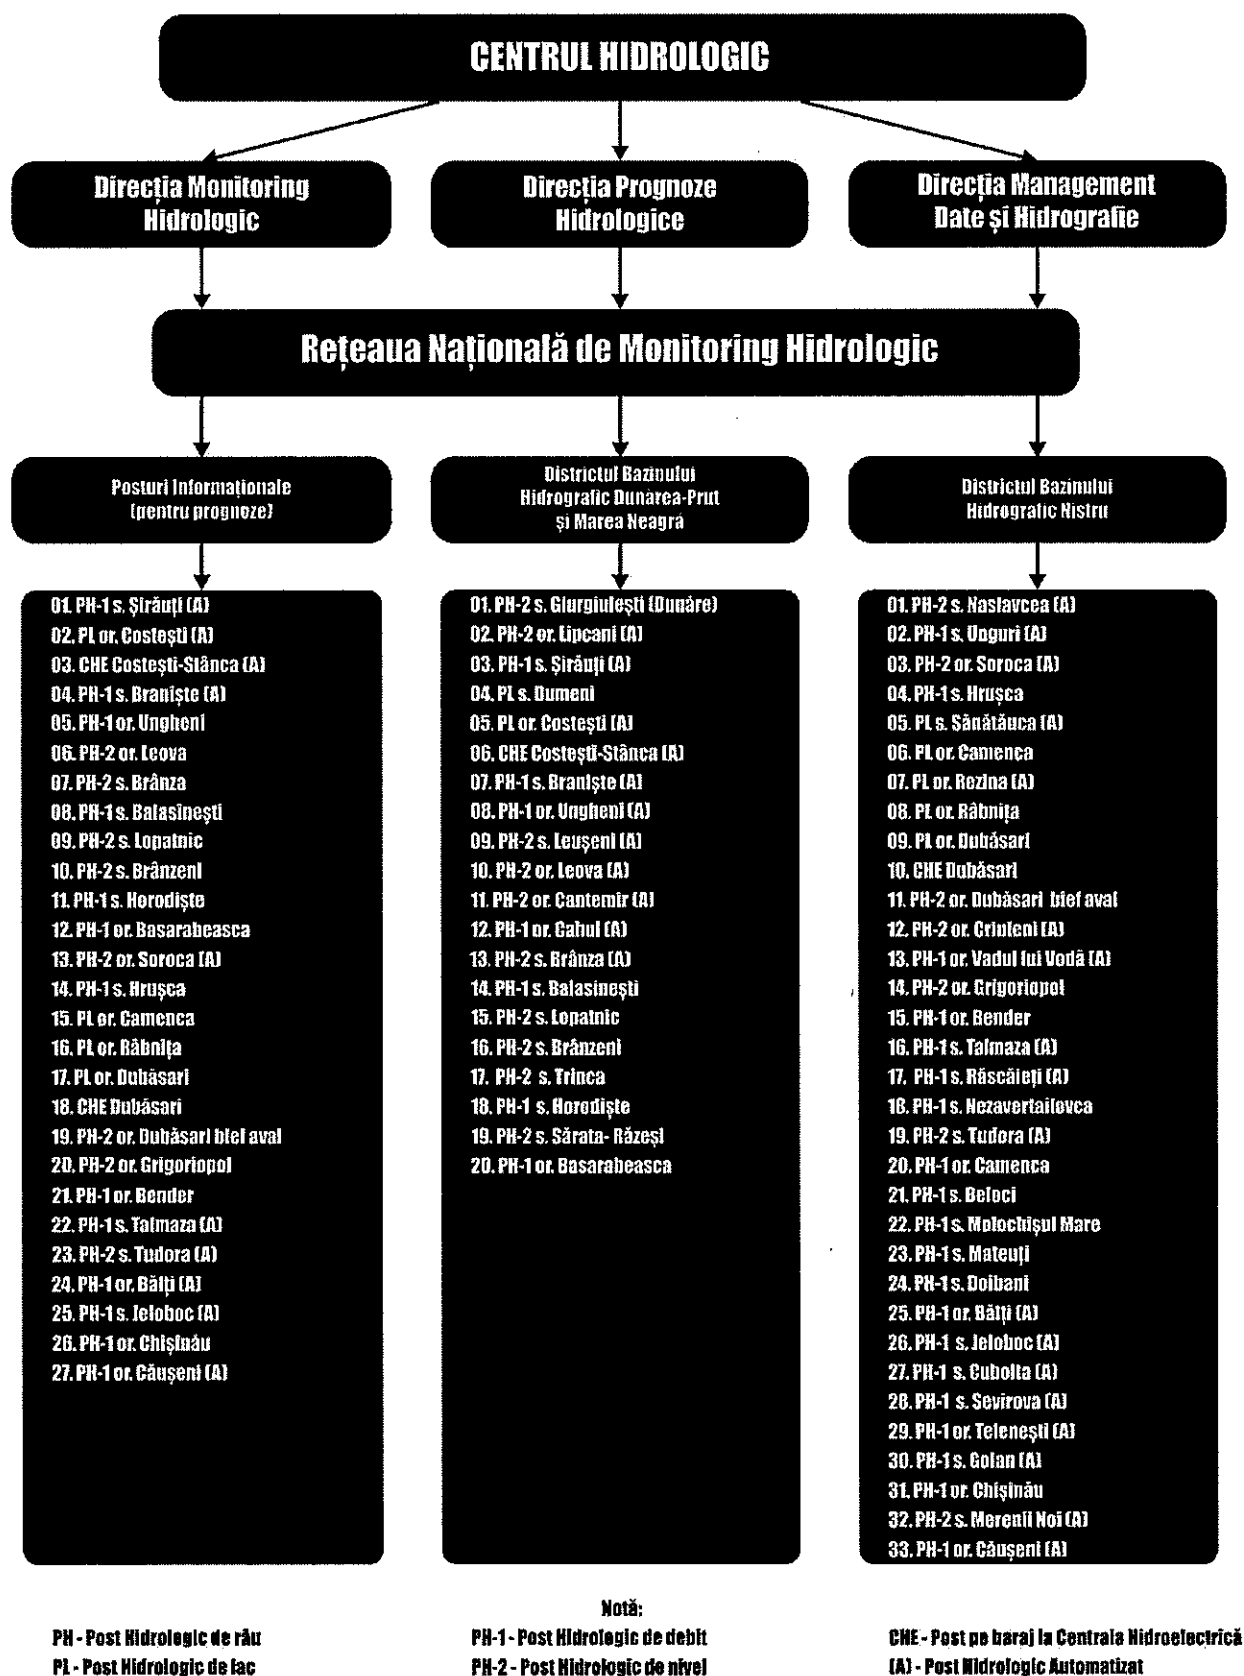 CENTRUL HIDROLOGIC
Direcția Monitoring
Hidrologic
Direcția Prognoze
Hidrologice
Direcția Management
Date și Hidrografie
Rețeaua Națională de Monitoring Hidrologic
Posturi Informaționale
(pentru prognoze)
Districtul Bazinului
Hidrografic Dunărea-Prut
și Marea Neagră
Districtul Bazinului
Hidrografic Nistru
01. PH-1 s. Șirăuți (A)
02. PL or. Costești (A)
03. CHE Costești-Stânca (A)
04. PH-1 s. Braniște (A)
05. PH-1 or. Ungheni
06. PH-2 or. Leova
07. PH-2 s. Brânza
08. PH-1 s. Balasinești
09. PH-2 s. Lopatnic
10. PH-2 s. Brânzeni
11. PH-1 s. Horodiște
12. PH-1 or. Basarabeasca
13. PH-2 or. Soroca (A)
14. PH-1 s. Hrușca
15. PL or. Camenca
16. PL or. Râbnița
17. PL or. Dubăsari
18. CHE Dubăsari
19. PH-2 or. Dubăsari bief aval
20. PH-2 or. Grigoriopol
21. PH-1 or. Bender
22. PH-1 s. Talmaza (A)
23. PH-2 s. Tudora (A)
24. PH-1 or. Bălți (A)
25. PH-1 s. Jeloboc (A)
26. PH-1 or. Chișinău
27. PH-1 or. Căușeni (A)
01. PH-2 s. Giurgiulești (Dunăre)
02. PH-2 or. Lipcani (A)
03. PH-1 s. Șirăuți (A)
04. PL s. Dumeni
05. PL or. Costești (A)
06. CHE Costești-Stânca (A)
07. PH-1 s. Braniște (A)
08. PH-1 or. Ungheni (A)
09. PH-2 s. Leușeni (A)
10. PH-2 or. Leova (A)
11. PH-2 or. Cantemir (A)
12. PH-1 or. Cahul (A)
13. PH-2 s. Brânza (A)
14. PH-1 s. Balasinești
15. PH-2 s. Lopatnic
16. PH-2 s. Brânzeni
17. PH-2 s. Trinca
18. PH-1 s. Horodiște
19. PH-2 s. Sărata- Răzeși
20. PH-1 or. Basarabeasca
01. PH-2 s. Naslavcea (A)
02. PH-1 s. Unguri (A)
03. PH-2 or. Soroca (A)
04. PH-1 s. Hrușca
05. PL s. Sănătăuca (A)
06. PL or. Camenca
07. PL or. Rezina (A)
08. PL or. Râbnița
09. PL or. Dubăsari
10. CHE Dubăsari
11. PH-2 or. Dubăsari bief aval
12. PH-2 or. Criuleni (A)
13. PH-1 or. Vadul lui Vodă (A)
14. PH-2 or. Grigoriopol
15. PH-1 or. Bender
16. PH-1 s. Talmaza (A)
17. PH-1 s. Răscăieți (A)
18. PH-1 s. Nezavertailovca
19. PH-2 s. Tudora (A)
20. PH-1 or. Camenca
21. PH-1 s. Beloci
22. PH-1 s. Molochișul Mare
23. PH-1 s. Mateuți
24. PH-1 s. Doibani
25. PH-1 or. Bălți (A)
26. PH-1 s. Jeloboc (A)
27. PH-1 s. Cubolta (A)
28. PH-1 s. Sevirova (A)
29. PH-1 or. Telenești (A)
30. PH-1 s. Golan (A)
31. PH-1 or. Chișinău
32. PH-2 s. Merenii Noi (A)
33. PH-1 or. Căușeni (A)
Notă:
PH - Post Hidrologic de râu
PL - Post Hidrologic de lac
PH-1 - Post Hidrologic de debit
PH-2 - Post Hidrologic de nivel
CHE - Post pe baraj la Centrala Hidroelectrică
(A) - Post Hidrologic Automatizat